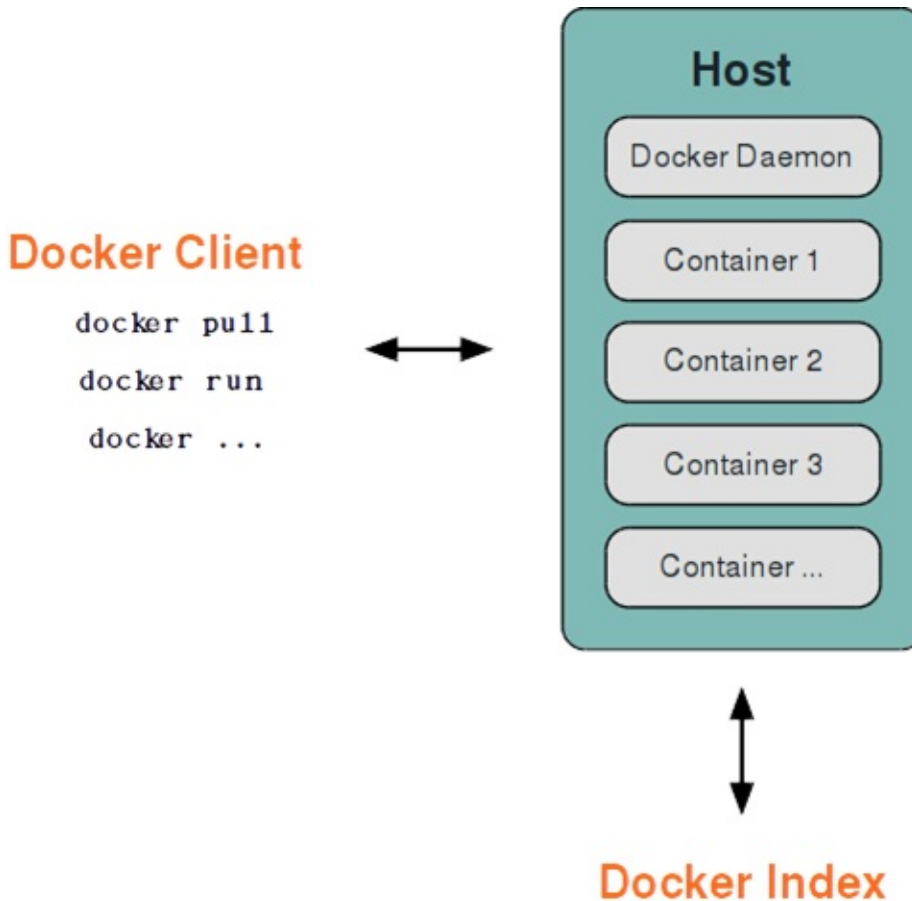 Host
Docker Daemon
Container 1
Container 2
Container 3
Container ...
Docker Client
docker pull
docker run
docker ...
Docker Index